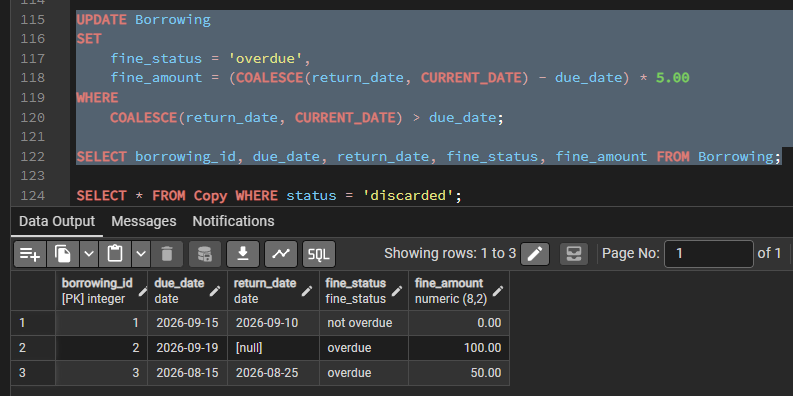 114
115 UPDATE Borrowing
116 SET
117 fine_status = 'overdue',
118 fine_amount = (COALESCE(return_date, CURRENT_DATE) - due_date) * 5.00
119 WHERE
120 COALESCE(return_date, CURRENT_DATE) > due_date;
121
122 SELECT borrowing_id, due_date, return_date, fine_status, fine_amount FROM Borrowing;
123
124 SELECT * FROM Copy WHERE status = 'discarded';
Data Output Messages Notifications
SQL Showing rows: 1 to 3 Page No: 1 of 1
borrowing_id due_date return_date fine_status fine_amount
[PK] integer date date fine_status numeric (8,2)
1 1 2026-09-15 2026-09-10 not overdue 0.00
2 2 2026-09-19 [null] overdue 100.00
3 3 2026-08-15 2026-08-25 overdue 50.00